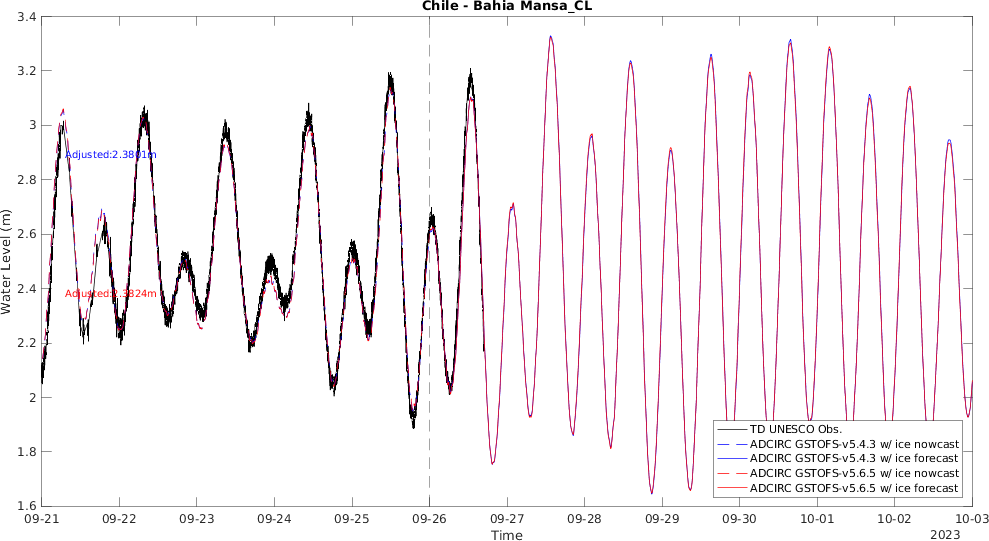 Chile - Bahia Mansa_CL
Water Level (m)
3.4
3.2
3
2.8
2.6
2.4
2.2
2
1.8
1.6
Adjusted:2.3801m
Adjusted:2.3824m
TD UNESCO Obs.
ADCIRC GSTOFS-v5.4.3 w/ ice nowcast
ADCIRC GSTOFS-v5.4.3 w/ ice forecast
ADCIRC GSTOFS-v5.6.5 w/ ice nowcast
ADCIRC GSTOFS-v5.6.5 w/ ice forecast
09-21 09-22 09-23 09-24 09-25 09-26 09-27 09-28 09-29 09-30 10-01 10-02 10-03
Time
2023